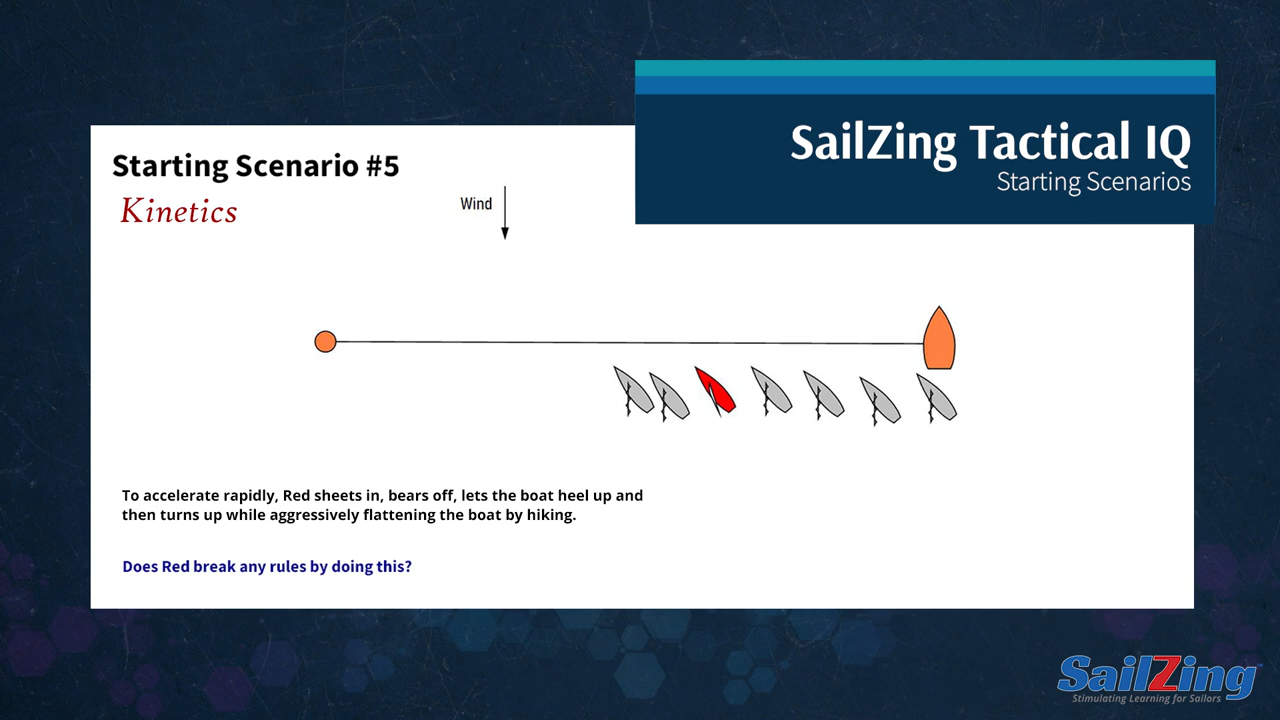 SailZing Tactical IQ
Starting Scenarios
Starting Scenario #5
Kinetics
Wind
To accelerate rapidly, Red sheets in, bears off, lets the boat heel up and
then turns up while aggressively flattening the boat by hiking.
Does Red break any rules by doing this?
SailZing
Stimulating Learning for Sailors